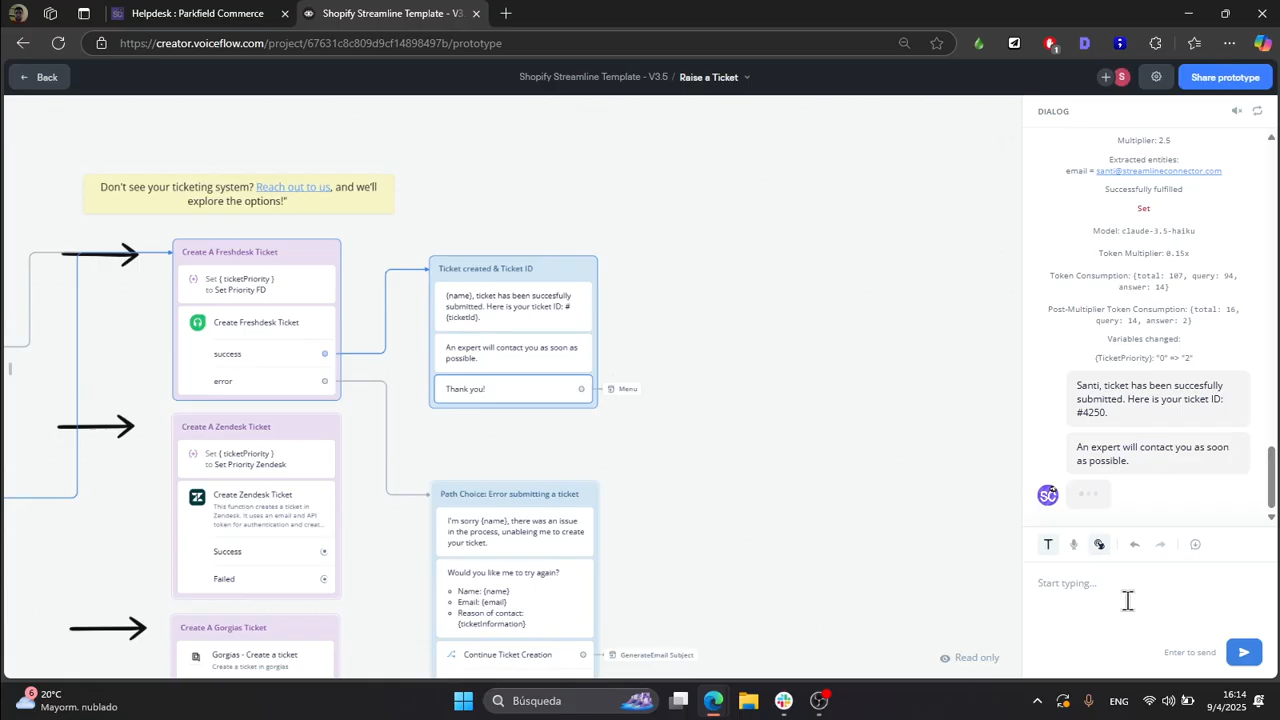 Helpdesk : Parkfield Commerce
Shopify Streamline Template - V3.
https://creator.voiceflow.com/project/67631c8c809d9cf14898497b/prototype
1
Back
Shopify Streamline Template - V3.5 / Raise a Ticket
S
Share prototype
Don't see your ticketing system? Reach out to us, and we'll
explore the options!"
Create A Freshdesk Ticket
Set { ticketPriority }
to Set Priority FD
Create Freshdesk Ticket
success
error
Create A Zendesk Ticket
Set { ticketPriority }
to Set Priority Zendesk
Create Zendesk Ticket
This function creates a ticket in
Zendesk. It uses an email and API
token for authentication and creat...
Success
Failed
Create A Gorgias Ticket
Gorgias - Create a ticket
Create a ticket in gorgias
Ticket created & Ticket ID
{name}, ticket has been succesfully
submitted. Here is your ticket ID: #
{ticketId}.
An expert will contact you as soon as
possible.
Thank you!
Menu
Path Choice: Error submitting a ticket
I'm sorry {name}, there was an issue
in the process, unableing me to create
your ticket.
Would you like me to try again?
Name: {name}
Email: {email}
Reason of contact:
{ticketInformation}
Continue Ticket Creation
GenerateEmail Subject
Read only
DIALOG
Multiplier: 2.5
Extracted entities:
email = santi@streamlineconnector.com
Successfully fulfilled
Set
Model: claude-3.5-haiku
Token Multiplier: 0.15x
Token Consumption: {total: 107, query: 94,
answer: 14}
Post-Multiplier Token Consumption: {total: 16,
query: 14, answer: 2}
Variables changed:
{TicketPriority}: "0" => "2"
Santi, ticket has been succesfully
submitted. Here is your ticket ID:
#4250.
An expert will contact you as soon
as possible.
SC
T
Start typing...
Enter to send
6
20°C
Mayorm. nublado
Búsqueda
ENG
16:14
9/4/2025